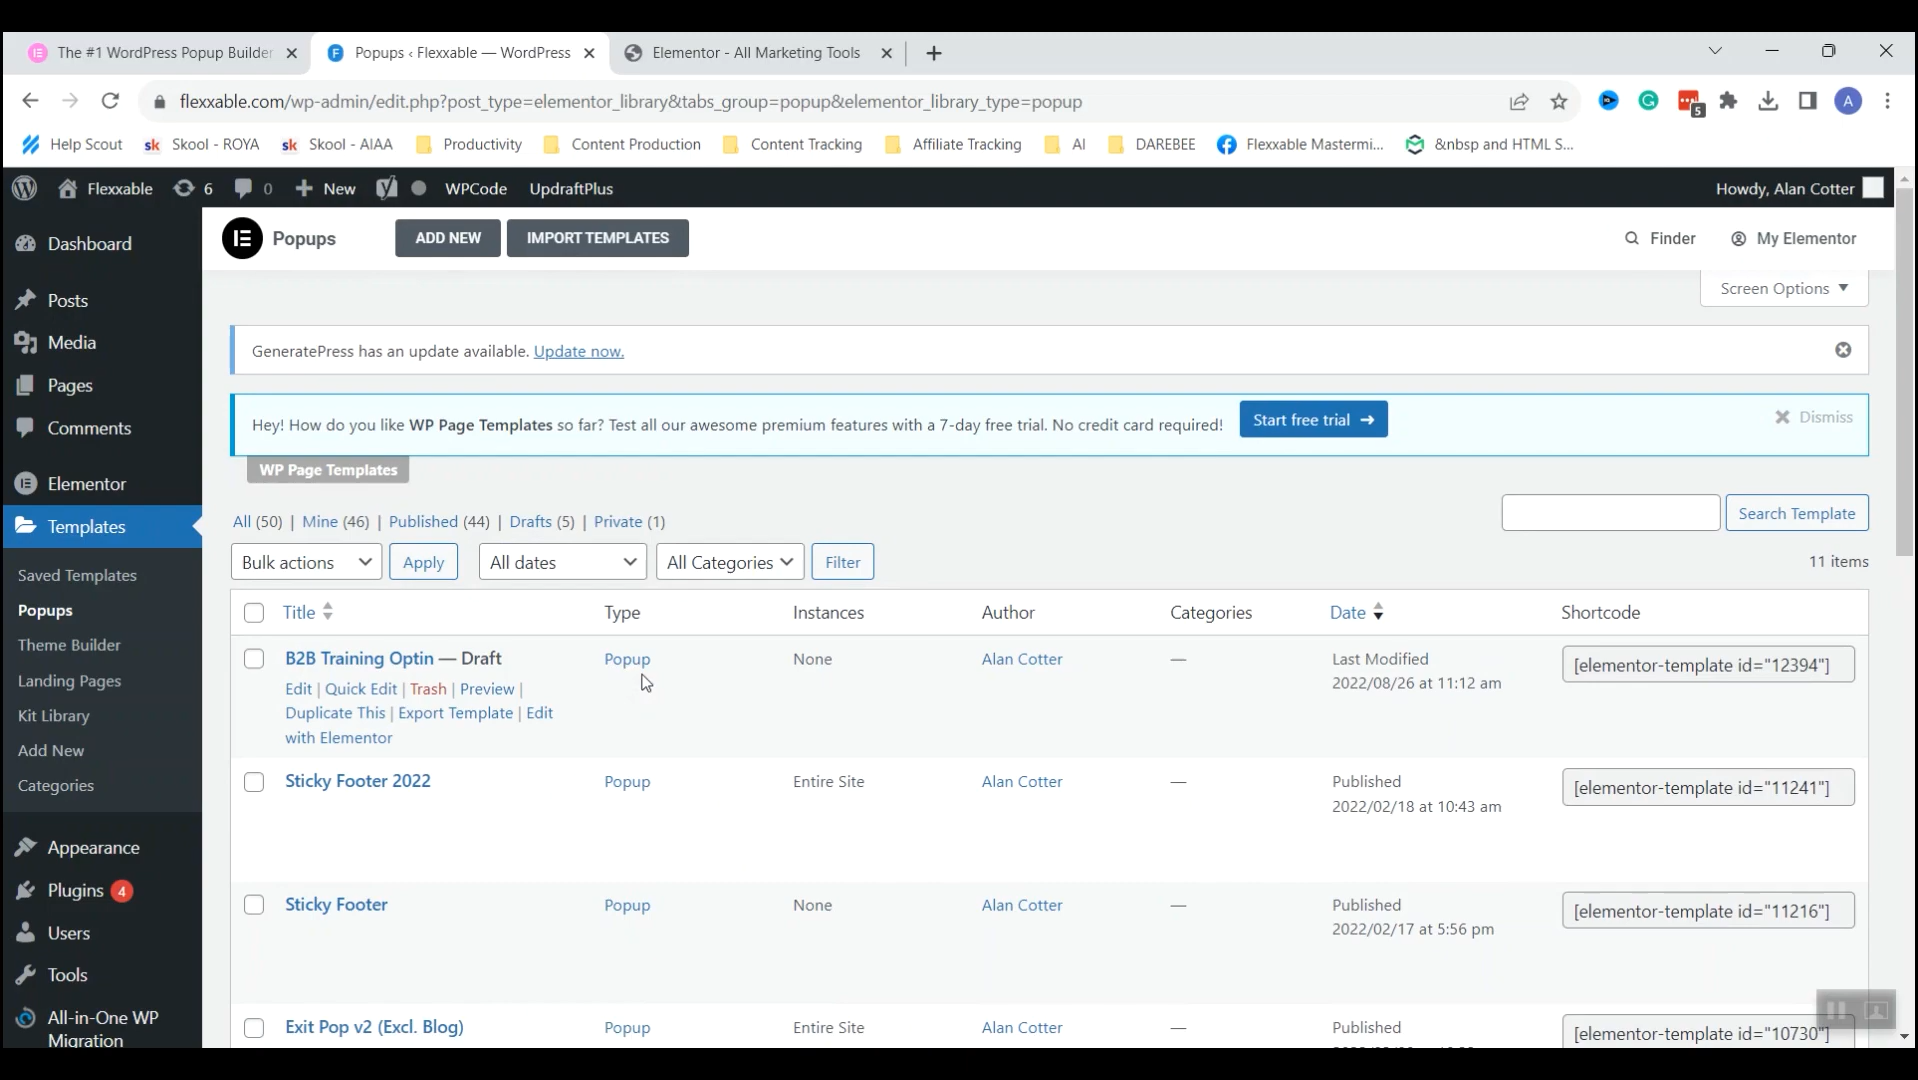 The #1 WordPress Popup Builder
Popups ‹ Flexxable — WordPress
Elementor - All Marketing Tools
flexxable.com/wp-admin/edit.php?post_type=elementor_library&tabs_group=popup&elementor_library_type=popup
5
A
Help Scout
sk Skool - ROYA
sk Skool - AIAA
Productivity
Content Production
Content Tracking
Affiliate Tracking
AI
DAREBEE
Flexxable Mastermi...
&nbsp and HTML S...
Flexxable
6
0
New
WPCode
UpdraftPlus
Howdy, Alan Cotter
Dashboard
Posts
Media
Pages
Comments
Elementor
Templates
Saved Templates
Popups
Theme Builder
Landing Pages
Kit Library
Add New
Categories
Appearance
Plugins 4
Users
Tools
All-in-One WP
Migration
Popups
ADD NEW
IMPORT TEMPLATES
Finder
My Elementor
Screen Options
GeneratePress has an update available. Update now.
Hey! How do you like WP Page Templates so far? Test all our awesome premium features with a 7-day free trial. No credit card required!
Start free trial →
Dismiss
WP Page Templates
All (50) | Mine (46) | Published (44) | Drafts (5) | Private (1)
Search Template
Bulk actions
Apply
All dates
All Categories
Filter
11 items
Title Type Instances Author Categories Date Shortcode
B2B Training Optin — Draft Popup None Alan Cotter — Last Modified [elementor-template id="12394"]
2022/08/26 at 11:12 am
Edit | Quick Edit | Trash | Preview |
Duplicate This | Export Template | Edit
with Elementor
Sticky Footer 2022 Popup Entire Site Alan Cotter — Published [elementor-template id="11241"]
2022/02/18 at 10:43 am
Sticky Footer Popup None Alan Cotter — Published [elementor-template id="11216"]
2022/02/17 at 5:56 pm
Exit Pop v2 (Excl. Blog) Popup Entire Site Alan Cotter — Published [elementor-template id="10730"]